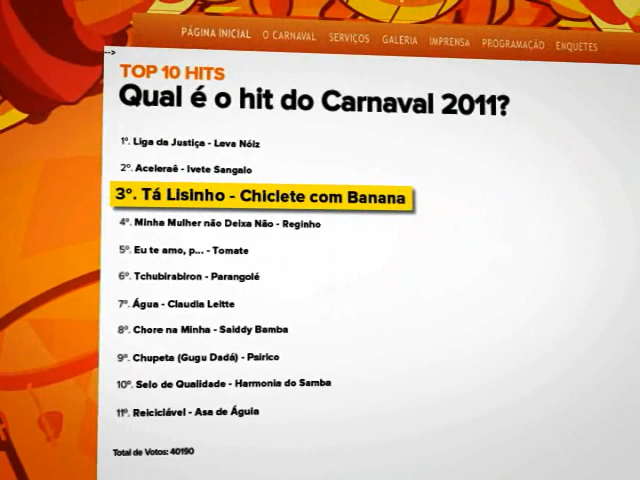 PÁGINA INICIAL O CARNAVAL SERVIÇOS GALERIA IMPRENSA PROGRAMAÇÃO ENQUETES
-->
TOP 10 HITS
Qual é o hit do Carnaval 2011?
1º. Liga da Justiça - Leva Nóiz
2º. Aceleraê - Ivete Sangalo
3º. Tá Lisinho - Chiclete com Banana
4º. Minha Mulher não Deixa Não - Reginho
5º. Eu te amo, p... - Tomate
6º. Tchubirabiron - Parangolé
7º. Água - Claudia Leitte
8º. Chore na Minha - Saiddy Bamba
9º. Chupeta (Gugu Dadá) - Psirico
10º. Selo de Qualidade - Harmonia do Samba
11º. Reiciclável - Asa de Águia
Total de Votos: 40190